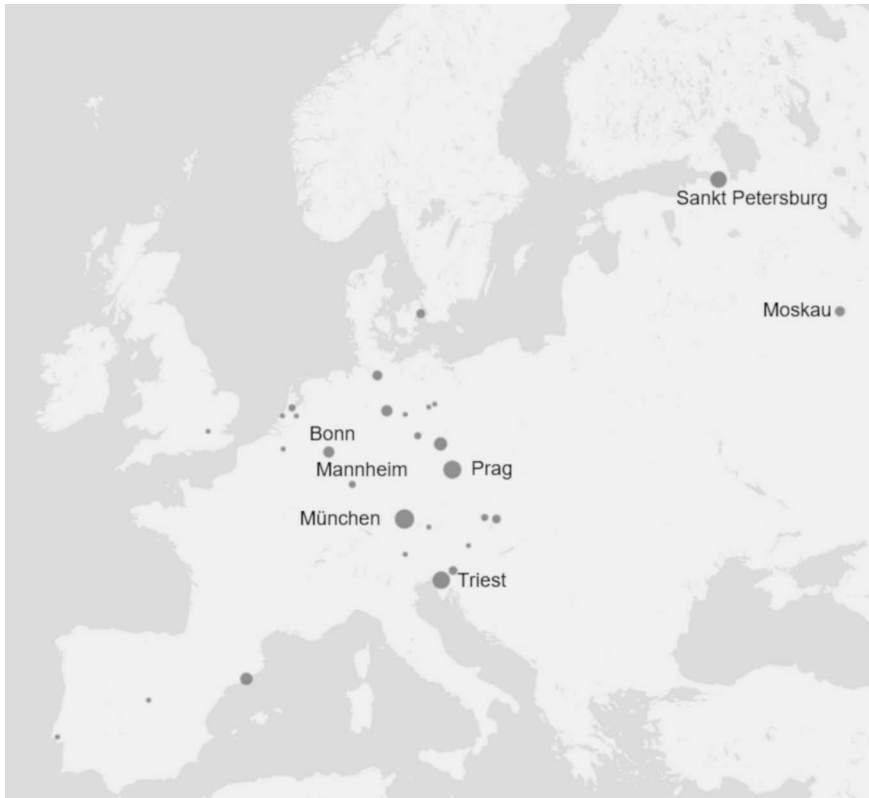 Sankt Petersburg
Moskau
Bonn
Mannheim
Prag
München
Triest